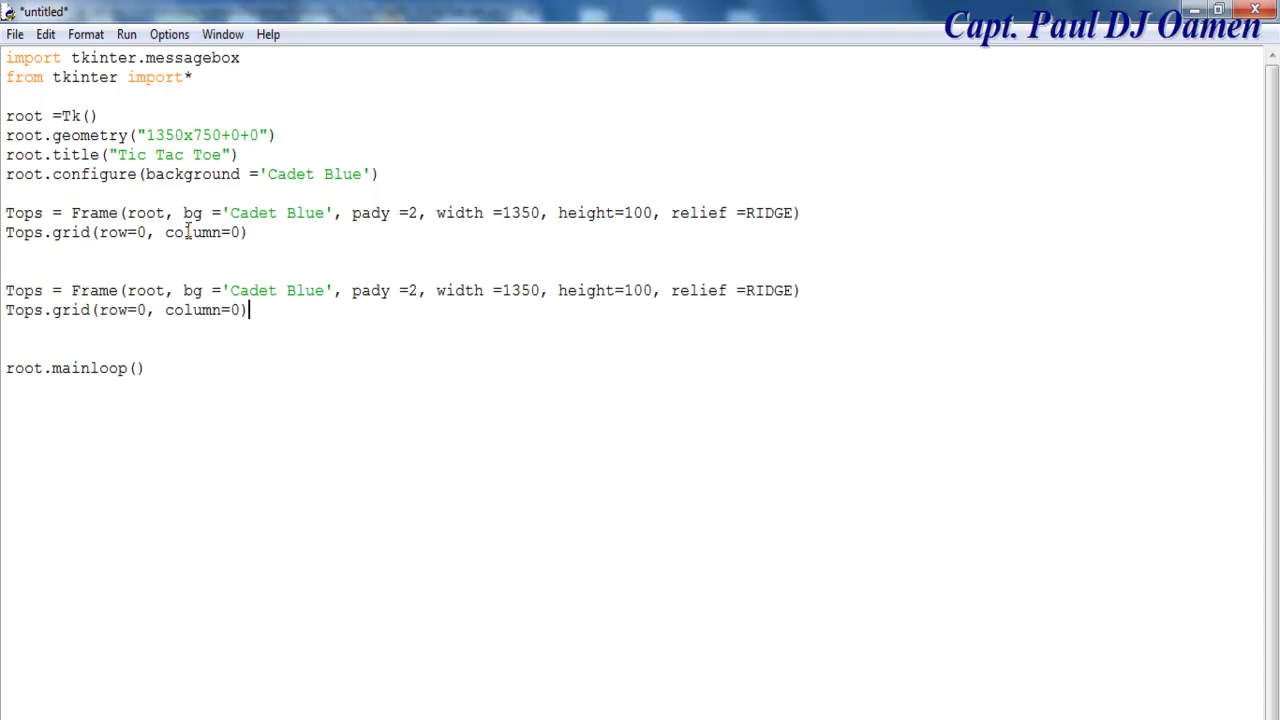 *untitled*
Capt. Paul DJ Oamen
File Edit Format Run Options Window Help
import tkinter.messagebox
from tkinter import*
root =Tk()
root.geometry("1350x750+0+0")
root.title("Tic Tac Toe")
root.configure(background ='Cadet Blue')
Tops = Frame(root, bg ='Cadet Blue', pady =2, width =1350, height=100, relief =RIDGE)
Tops.grid(row=0, column=0)
Tops = Frame(root, bg ='Cadet Blue', pady =2, width =1350, height=100, relief =RIDGE)
Tops.grid(row=0, column=0)
root.mainloop()